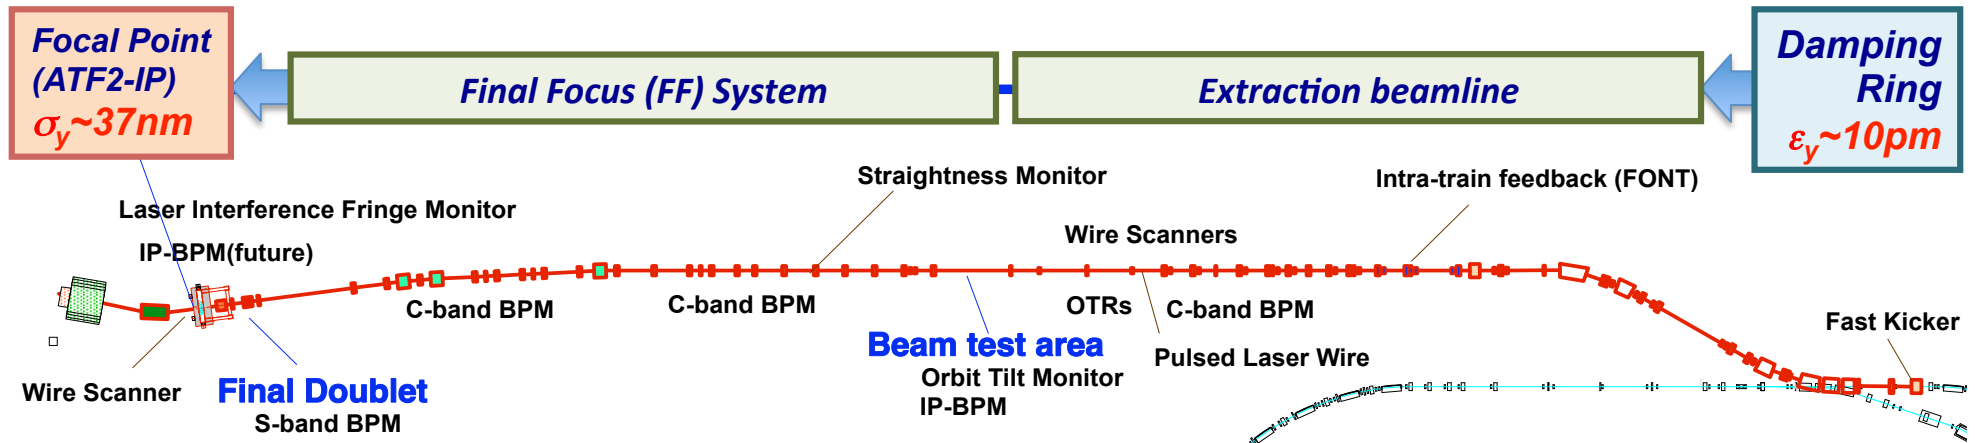 Focal Point
(ATF2-IP)
σy~37nm
Final Focus (FF) System
Extraction beamline
Damping
Ring
εy~10pm
Straightness Monitor
Intra-train feedback (FONT)
Laser Interference Fringe Monitor
Wire Scanners
IP-BPM(future)
C-band BPM
C-band BPM
OTRs
C-band BPM
Fast Kicker
Beam test area
Pulsed Laser Wire
Orbit Tilt Monitor
IP-BPM
Wire Scanner
Final Doublet
S-band BPM